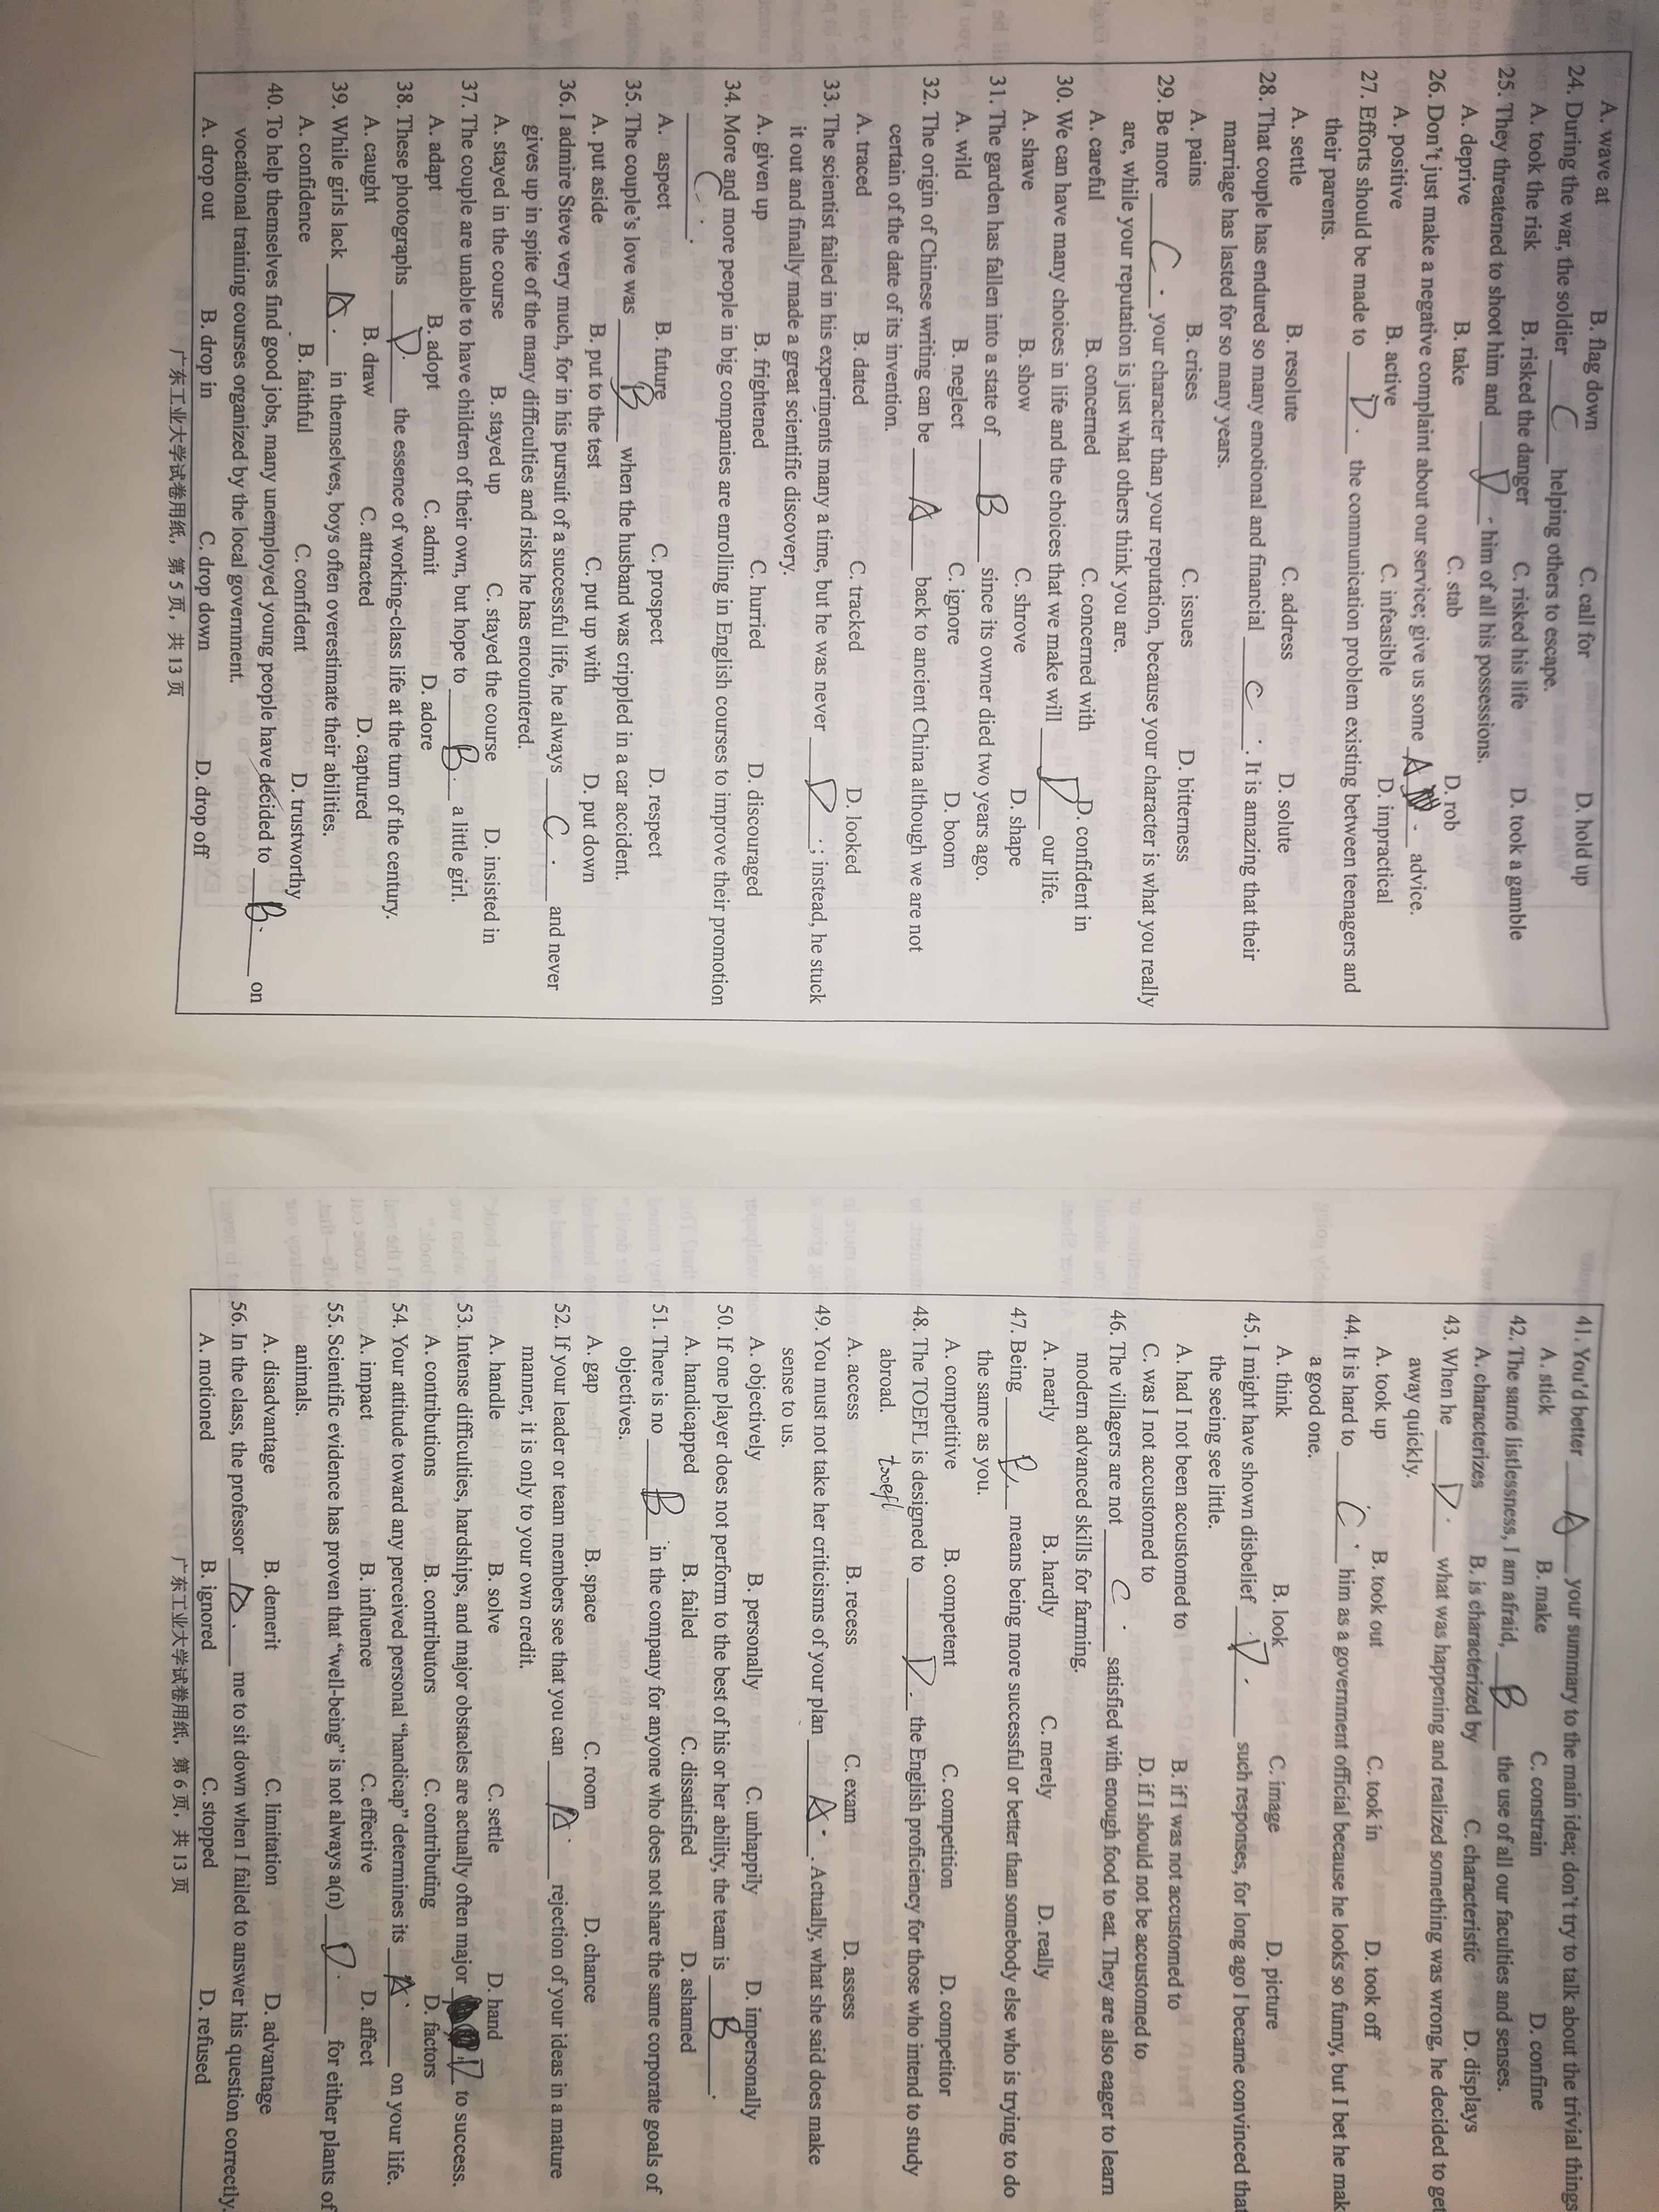 A. wave at B. flag down C. call for D. hold up
24. During the war, the soldier C helping others to escape.
A. took the risk B. risked the danger C. risked his life D. took a gamble
25. They threatened to shoot him and D him of all his possessions.
A. deprive B. take C. stab D. rob
26. Don't just make a negative complaint about our service; give us some A advice.
A. positive B. active C. infeasible D. impractical
27. Efforts should be made to D. the communication problem existing between teenagers and
their parents.
A. settle B. resolute C. address D. solute
28. That couple has endured so many emotional and financial C. It is amazing that their
marriage has lasted for so many years.
A. pains B. crises C. issues D. bitterness
29. Be more C. your character than your reputation, because your character is what you really
are, while your reputation is just what others think you are.
A. careful B. concerned C. concerned with D. confident in
30. We can have many choices in life and the choices that we make will D our life.
A. shave B. show C. shrove D. shape
31. The garden has fallen into a state of B since its owner died two years ago.
A. wild B. neglect C. ignore D. boom
32. The origin of Chinese writing can be A back to ancient China although we are not
certain of the date of its invention.
A. traced B. dated C. tracked D. looked
33. The scientist failed in his experiments many a time, but he was never D.; instead, he stuck
it out and finally made a great scientific discovery.
A. given up B. frightened C. hurried D. discouraged
34. More and more people in big companies are enrolling in English courses to improve their promotion
C.
A. aspect B. future C. prospect D. respect
35. The couple's love was B when the husband was crippled in a car accident.
A. put aside B. put to the test C. put up with D. put down
36. I admire Steve very much, for in his pursuit of a successful life, he always C. and never
gives up in spite of the many difficulties and risks he has encountered.
A. stayed in the course B. stayed up C. stayed the course D. insisted in
37. The couple are unable to have children of their own, but hope to B. a little girl.
A. adapt B. adopt C. admit D. adore
38. These photographs D. the essence of working-class life at the turn of the century.
A. caught B. draw C. attracted D. captured
39. While girls lack A. in themselves, boys often overestimate their abilities.
A. confidence B. faithful C. confident D. trustworthy
40. To help themselves find good jobs, many unemployed young people have decided to B. on
vocational training courses organized by the local government.
A. drop out B. drop in C. drop down D. drop off
广东工业大学试卷用纸，第 5 页，共 13 页
41. You'd better A your summary to the main idea; don't try to talk about the trivial things
A. stick B. make C. constrain D. confine
42. The same listlessness, I am afraid, B the use of all our faculties and senses.
A. characterizes B. is characterized by C. characteristic D. displays
43. When he D. what was happening and realized something was wrong, he decided to get
away quickly.
A. took up B. took out C. took in D. took off
44. It is hard to C. him as a government official because he looks so funny, but I bet he mak
a good one.
A. think B. look C. image D. picture
45. I might have shown disbelief D. such responses, for long ago I became convinced that
the seeing see little.
A. had I not been accustomed to B. if I was not accustomed to
C. was I not accustomed to D. if I should not be accustomed to
46. The villagers are not C. satisfied with enough food to eat. They are also eager to learn
modern advanced skills for farming.
A. nearly B. hardly C. merely D. really
47. Being B. means being more successful or better than somebody else who is trying to do
the same as you.
A. competitive B. competent C. competition D. competitor
48. The TOEFL is designed to D. the English proficiency for those who intend to study
abroad. toefl
A. access B. recess C. exam D. assess
49. You must not take her criticisms of your plan A. Actually, what she said does make
sense to us.
A. objectively B. personally C. unhappily D. impersonally
50. If one player does not perform to the best of his or her ability, the team is B.
A. handicapped B. failed C. dissatisfied D. ashamed
51. There is no B in the company for anyone who does not share the same corporate goals of
objectives.
A. gap B. space C. room D. chance
52. If your leader or team members see that you can A. rejection of your ideas in a mature
manner, it is only to your own credit.
A. handle B. solve C. settle D. hand
53. Intense difficulties, hardships, and major obstacles are actually often major D to success.
A. contributions B. contributors C. contributing D. factors
54. Your attitude toward any perceived personal "handicap" determines its A. on your life.
A. impact B. influence C. effective D. affect
55. Scientific evidence has proven that "well-being" is not always a(n) D. for either plants of
animals.
A. disadvantage B. demerit C. limitation D. advantage
56. In the class, the professor A. me to sit down when I failed to answer his question correctly.
A. motioned B. ignored C. stopped D. refused
广东工业大学试卷用纸，第 6 页，共 13 页